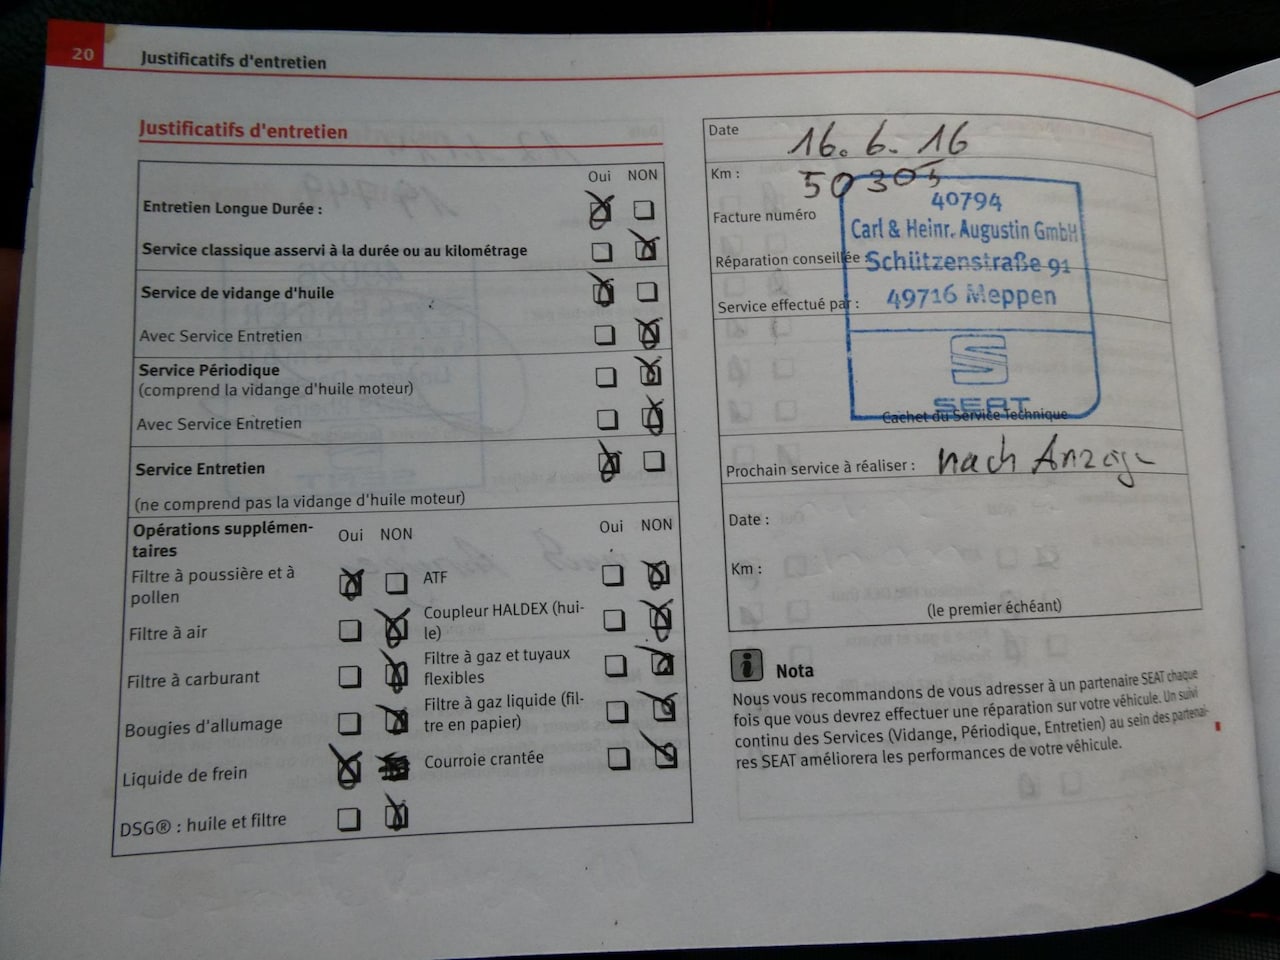 20
Justificatifs d'entretien
Justificatifs d'entretien
Oui NON
Entretien Longue Durée :
Service classique asservi à la durée ou au kilométrage
Service de vidange d'huile
Avec Service Entretien
Service Périodique
(comprend la vidange d'huile moteur)
Avec Service Entretien
Service Entretien
(ne comprend pas la vidange d'huile moteur)
Opérations supplémen-
taires
Oui NON
Oui NON
Filtre à poussière et à
pollen
Filtre à air
Filtre à carburant
Bougies d'allumage
Liquide de frein
DSG® : huile et filtre
ATF
Coupleur HALDEX (hui-
le)
Filtre à gaz et tuyaux
flexibles
Filtre à gaz liquide (fil-
tre en papier)
Courroie crantée
Date 16. 6. 16
Km : 50305
Facture numéro
Réparation conseillée :
Service effectué par :
40794
Carl & Heinr. Augustin GmbH
Schützenstraße 91
49716 Meppen
S
SEAT
Cachet du Service Technique
Prochain service à réaliser : nach Anzeige
Date :
Km :
(le premier échéant)
i Nota
Nous vous recommandons de vous adresser à un partenaire SEAT chaque
fois que vous devrez effectuer une réparation sur votre véhicule. Un suivi
continu des Services (Vidange, Périodique, Entretien) au sein des partenai-
res SEAT améliorera les performances de votre véhicule.